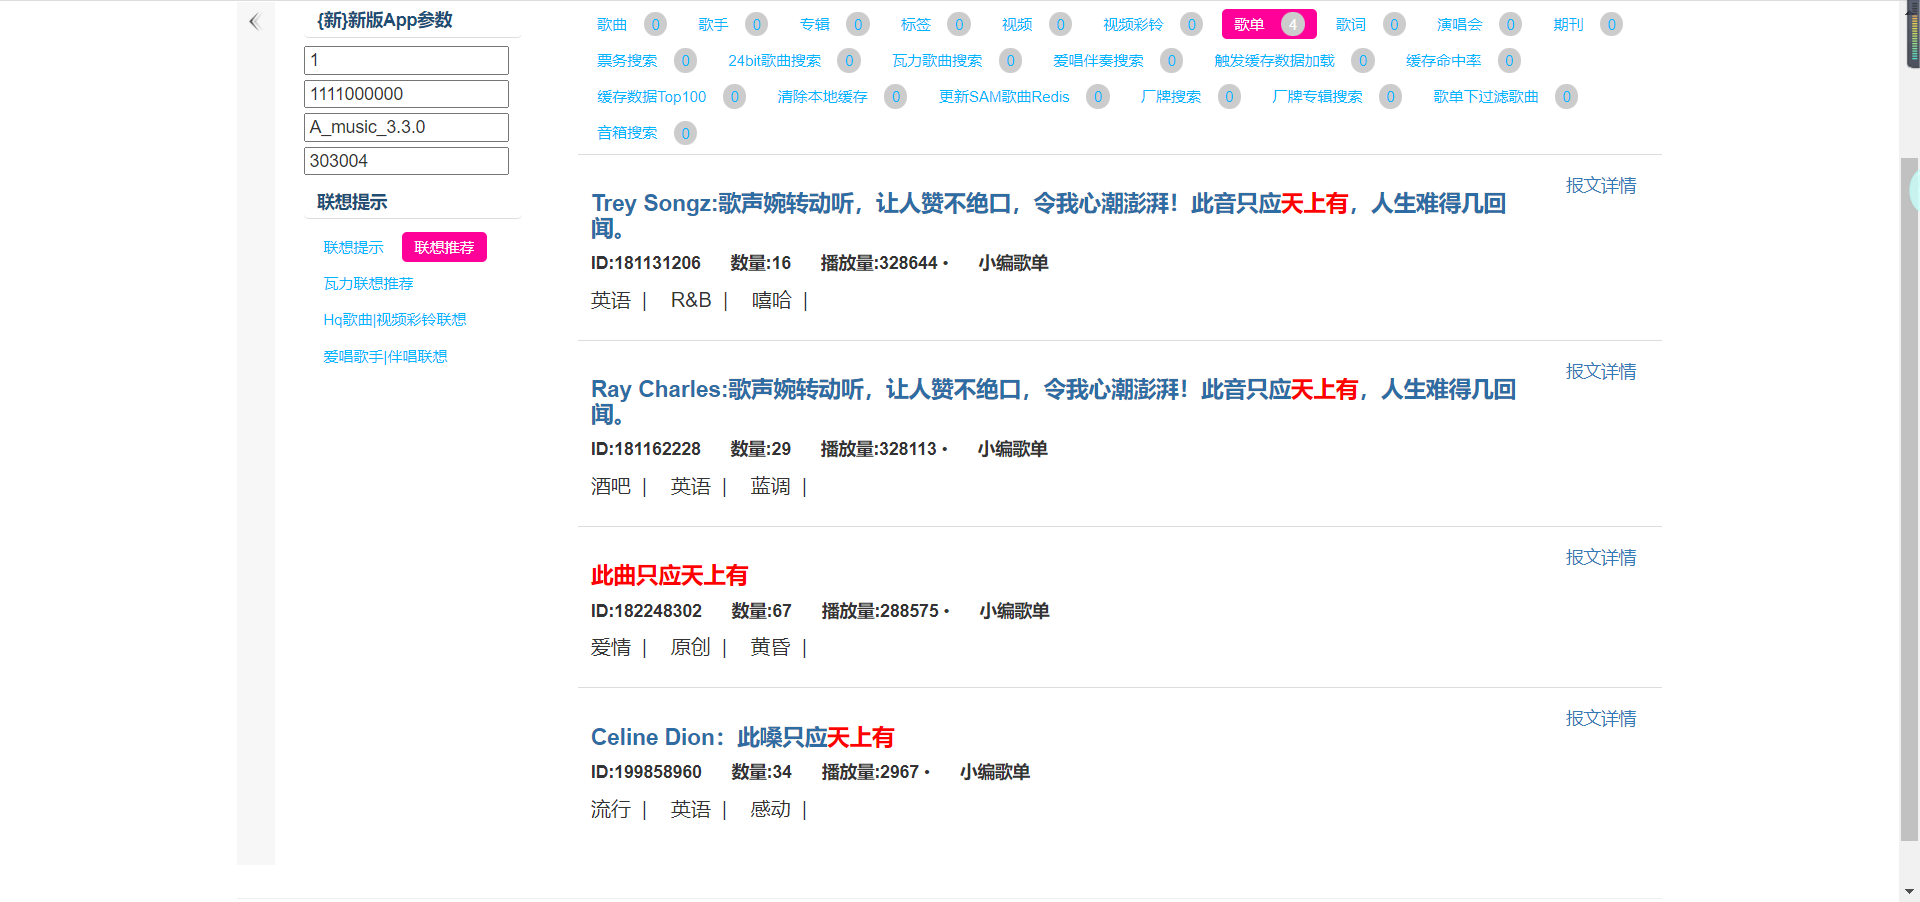 {新}新版App参数
1
1111000000
A_music_3.3.0
303004
联想提示
联想提示 联想推荐
瓦力联想推荐
Hq歌曲|视频彩铃联想
爱唱歌手|伴唱联想
歌曲 0 歌手 0 专辑 0 标签 0 视频 0 视频彩铃 0 歌单 4 歌词 0 演唱会 0 期刊 0
票务搜索 0 24bit歌曲搜索 0 瓦力歌曲搜索 0 爱唱伴奏搜索 0 触发缓存数据加载 0 缓存命中率 0
缓存数据Top100 0 清除本地缓存 0 更新SAM歌曲Redis 0 厂牌搜索 0 厂牌专辑搜索 0 歌单下过滤歌曲 0
音箱搜索 0
报文详情
Trey Songz:歌声婉转动听，让人赞不绝口，令我心潮澎湃！此音只应天上有，人生难得几回
闻。
ID:181131206 数量:16 播放量:328644 • 小编歌单
英语 | R&B | 嘻哈 |
报文详情
Ray Charles:歌声婉转动听，让人赞不绝口，令我心潮澎湃！此音只应天上有，人生难得几回
闻。
ID:181162228 数量:29 播放量:328113 • 小编歌单
酒吧 | 英语 | 蓝调 |
报文详情
此曲只应天上有
ID:182248302 数量:67 播放量:288575 • 小编歌单
爱情 | 原创 | 黄昏 |
报文详情
Celine Dion：此嗓只应天上有
ID:199858960 数量:34 播放量:2967 • 小编歌单
流行 | 英语 | 感动 |